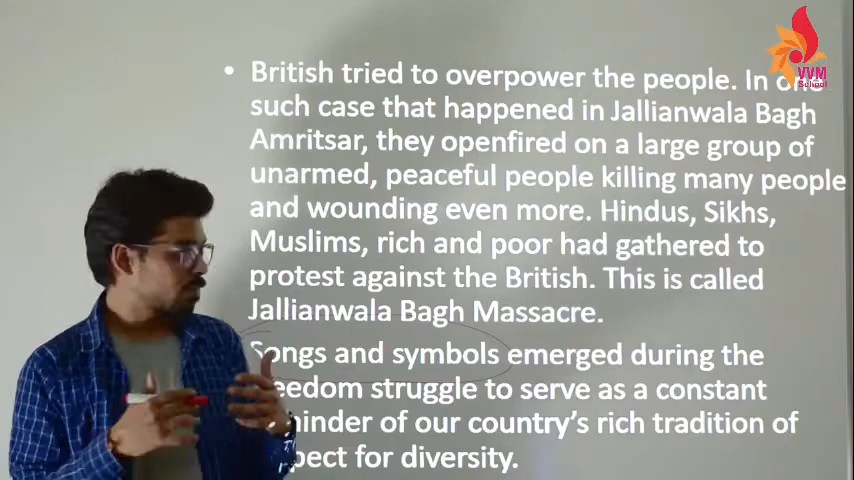 • British tried to overpower the people. In one
such case that happened in Jallianwala Bagh
Amritsar, they openfired on a large group of
unarmed, peaceful people killing many people
and wounding even more. Hindus, Sikhs,
Muslims, rich and poor had gathered to
protest against the British. This is called
Jallianwala Bagh Massacre.
Songs and symbols emerged during the
eedom struggle to serve as a constant
inder of our country's rich tradition of
pect for diversity.
VVM
School